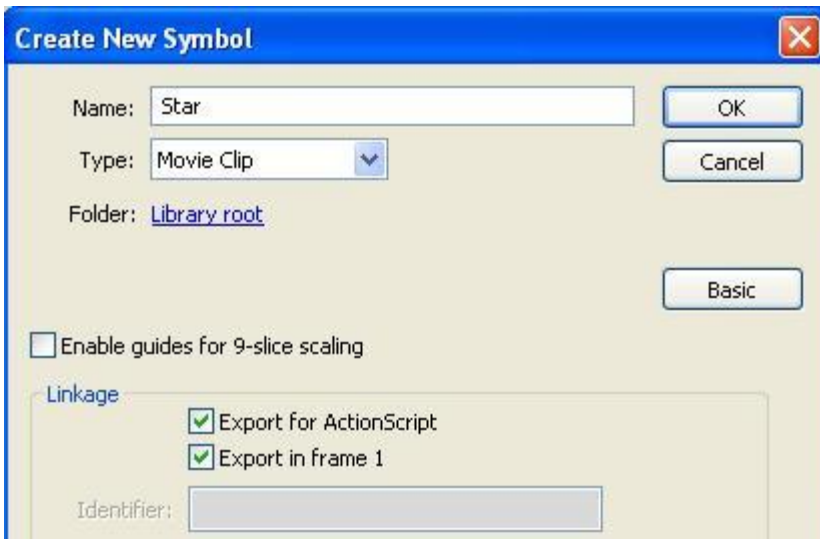 Create New Symbol
Name: Star
OK
Type: Movie Clip
Cancel
Folder: Library root
Basic
Enable guides for 9-slice scaling
Linkage
Export for ActionScript
Export in frame 1
Identifier: